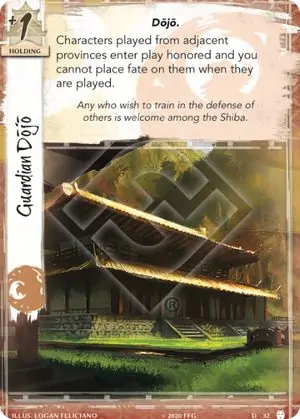 +1
HOLDING
Dōjō.
Characters played from adjacent
provinces enter play honored and you
cannot place fate on them when they
are played.
Any who wish to train in the defense of
others is welcome among the Shiba.
Guardian Dōjō
®
ILLUS. LOGAN FELICIANO
© 2020 FFG
D 32